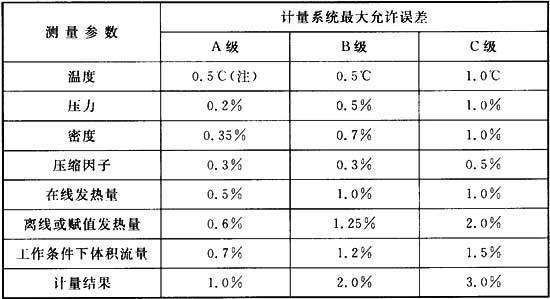 测量参数 计量系统最大允许误差
A级 B级 C级
温度 0.5℃(注) 0.5℃ 1.0℃
压力 0.2% 0.5% 1.0%
密度 0.35% 0.7% 1.0%
压缩因子 0.3% 0.3% 0.5%
在线发热量 0.5% 1.0% 1.0%
离线或赋值发热量 0.6% 1.25% 2.0%
工作条件下体积流量 0.7% 1.2% 1.5%
计量结果 1.0% 2.0% 3.0%